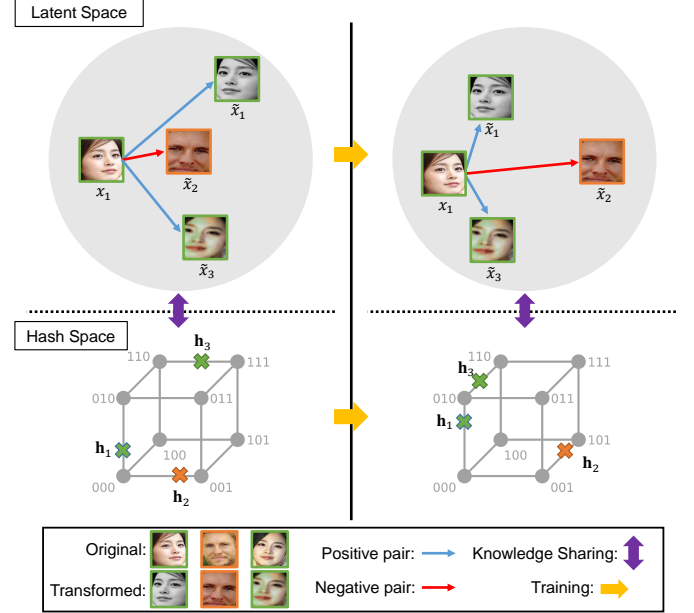 Latent Space
x̃₁
x₁
x̃₂
x̃₃
x̃₁
x₁
x̃₂
x̃₃
Hash Space
h₃
110
111
010
011
h₁
101
100
000
h₂
001
110
111
h₃
010
011
h₁
101
100
h₂
000
001
Original:
Positive pair:
Knowledge Sharing:
Transformed:
Negative pair:
Training: